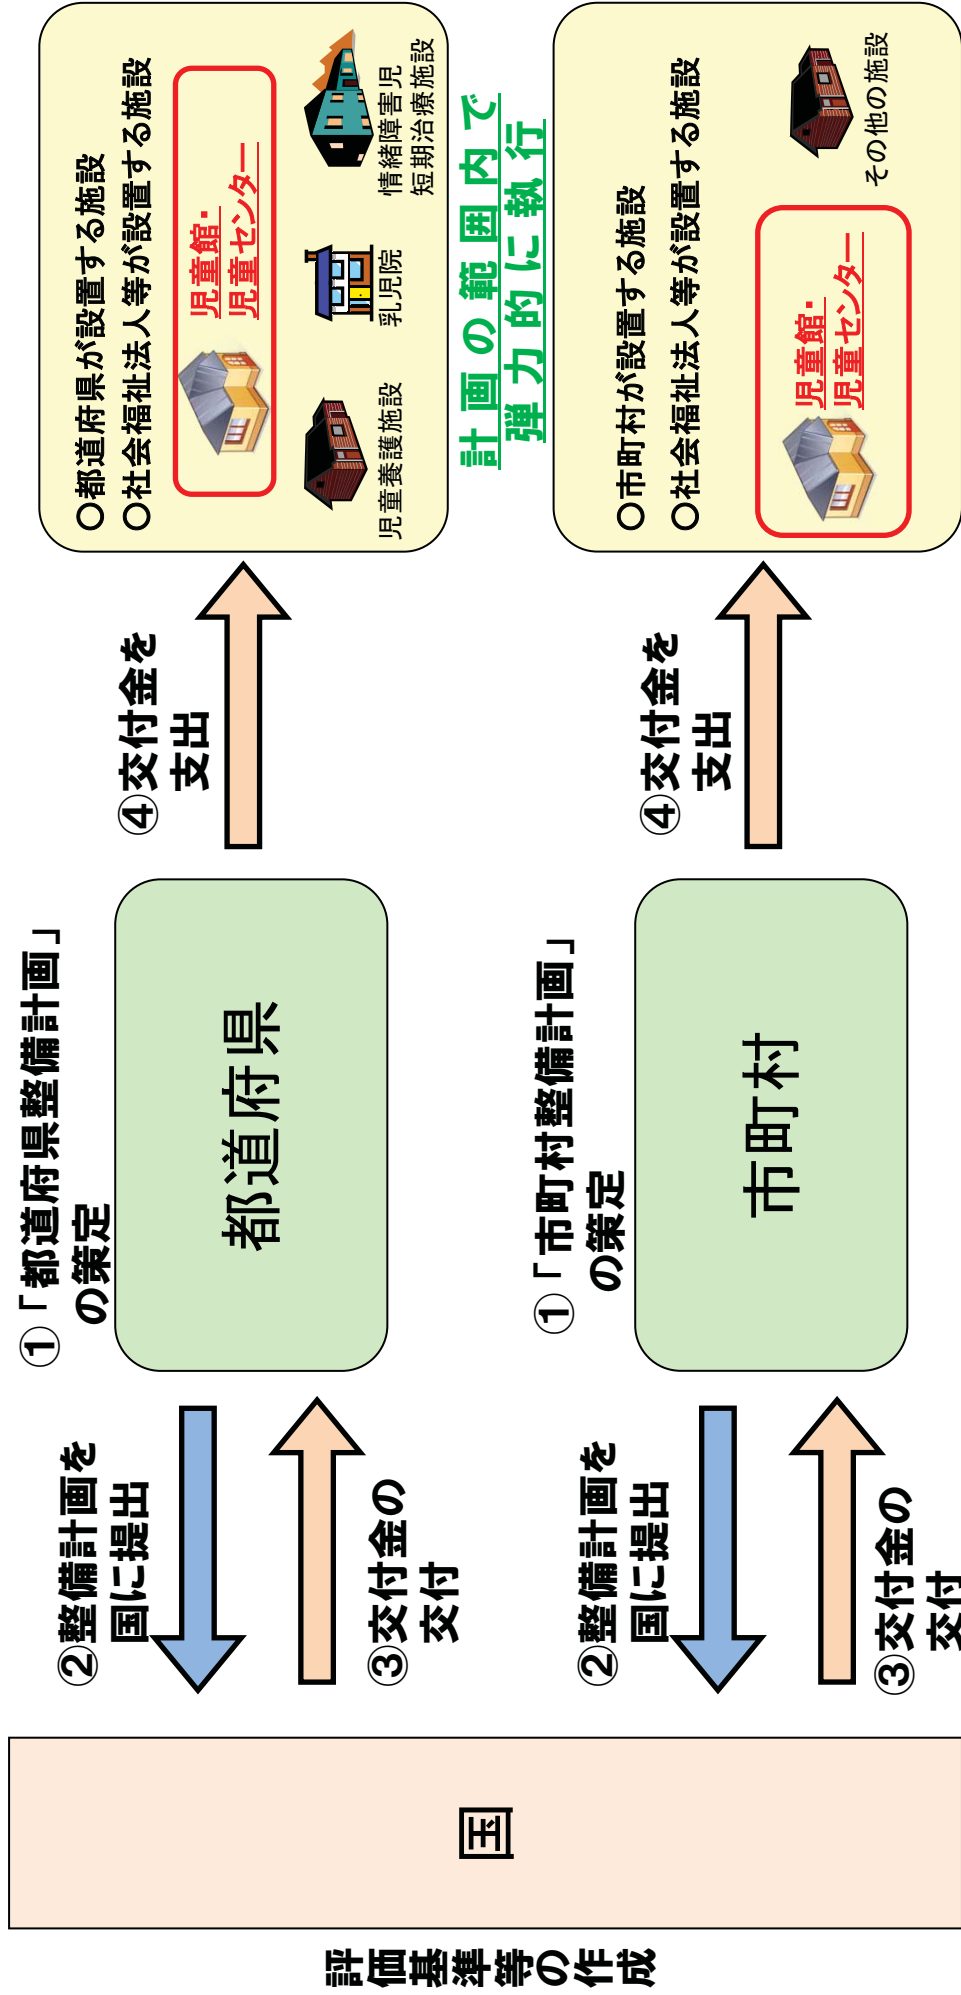 評価基準等の作成
国
②整備計画を
国に提出
③交付金の
交付
①「都道府県整備計画」
の策定
都道府県
④交付金を
支出
○都道府県が設置する施設
○社会福祉法人等が設置する施設
児童館・
児童センター
児童養護施設
乳児院
情緒障害児
短期治療施設
計画の範囲内で
弾力的に執行
②整備計画を
国に提出
③交付金の
交付
①「市町村整備計画」
の策定
市町村
④交付金を
支出
○市町村が設置する施設
○社会福祉法人等が設置する施設
児童館・
児童センター
その他の施設